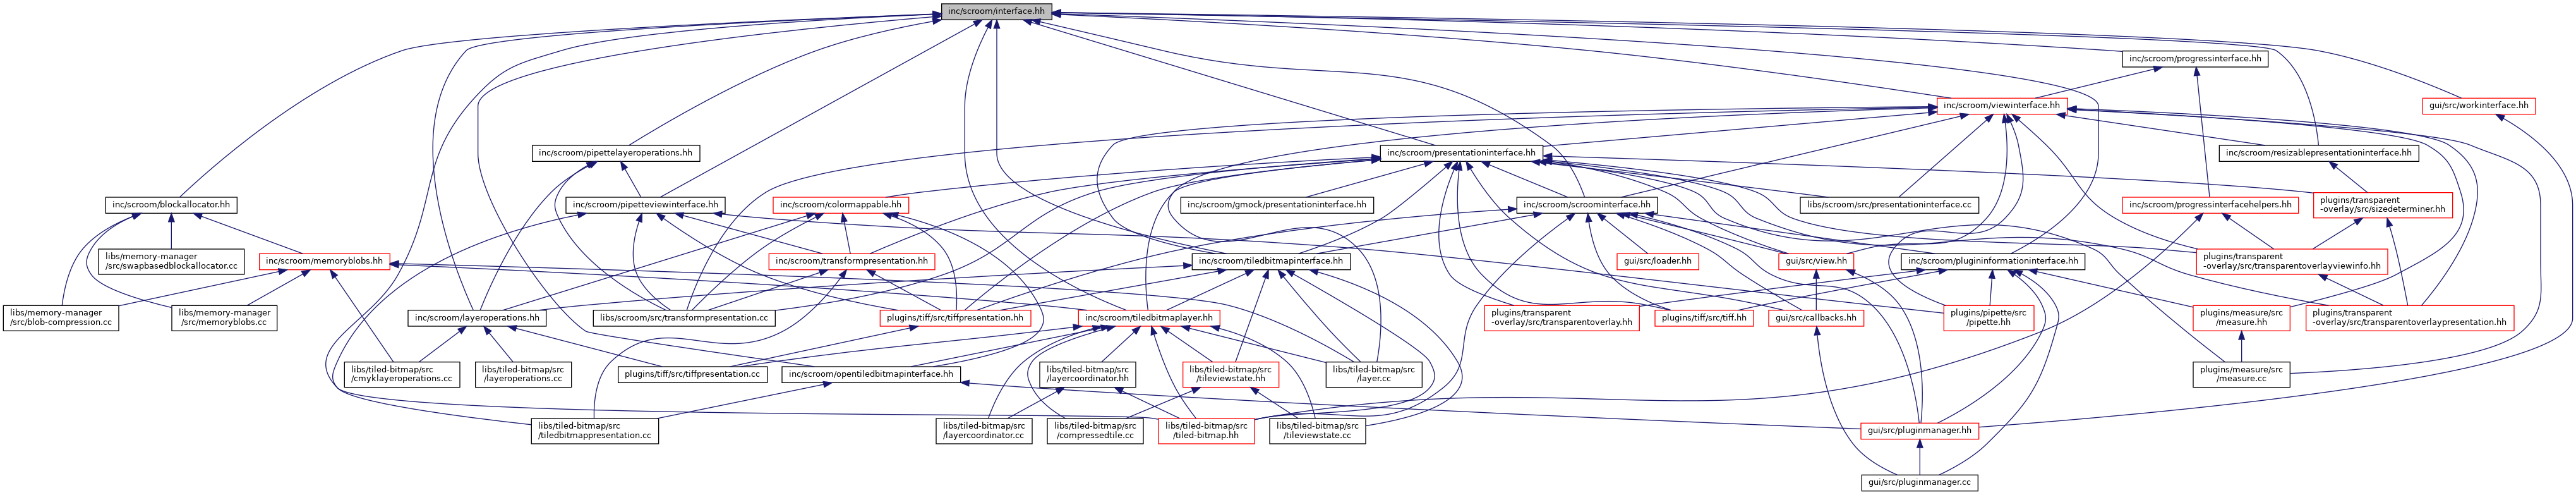 inc/scroom/interface.hh
inc/scroom/progressinterface.hh
inc/scroom/viewinterface.hh
gui/src/workinterface.hh
inc/scroom/pipettelayeroperations.hh
inc/scroom/presentationinterface.hh
inc/scroom/resizablepresentationinterface.hh
inc/scroom/blockallocator.hh
inc/scroom/pipetteviewinterface.hh
inc/scroom/colormappable.hh
inc/scroom/gmock/presentationinterface.hh
inc/scroom/scroominterface.hh
libs/scroom/src/presentationinterface.cc
inc/scroom/progressinterfacehelpers.hh
plugins/transparent
-overlay/src/sizedeterminer.hh
libs/memory-manager
/src/swapbasedblockallocator.cc
inc/scroom/memoryblobs.hh
inc/scroom/transformpresentation.hh
inc/scroom/tiledbitmapinterface.hh
gui/src/loader.hh
gui/src/view.hh
inc/scroom/plugininformationinterface.hh
plugins/transparent
-overlay/src/transparentoverlayviewinfo.hh
libs/memory-manager
/src/blob-compression.cc
libs/memory-manager
/src/memoryblobs.cc
inc/scroom/layeroperations.hh
libs/scroom/src/transformpresentation.cc
plugins/tiff/src/tiffpresentation.hh
inc/scroom/tiledbitmaplayer.hh
plugins/transparent
-overlay/src/transparentoverlay.hh
plugins/tiff/src/tiff.hh
gui/src/callbacks.hh
plugins/pipette/src
/pipette.hh
plugins/measure/src
/measure.hh
plugins/transparent
-overlay/src/transparentoverlaypresentation.hh
libs/tiled-bitmap/src
/cmyklayeroperations.cc
libs/tiled-bitmap/src
/layeroperations.cc
plugins/tiff/src/tiffpresentation.cc
inc/scroom/opentiledbitmapinterface.hh
libs/tiled-bitmap/src
/layercoordinator.hh
libs/tiled-bitmap/src
/tileviewstate.hh
libs/tiled-bitmap/src
/layer.cc
plugins/measure/src
/measure.cc
libs/tiled-bitmap/src
/tiledbitmappresentation.cc
libs/tiled-bitmap/src
/layercoordinator.cc
libs/tiled-bitmap/src
/compressedtile.cc
libs/tiled-bitmap/src
/tiled-bitmap.hh
libs/tiled-bitmap/src
/tileviewstate.cc
gui/src/pluginmanager.hh
gui/src/pluginmanager.cc